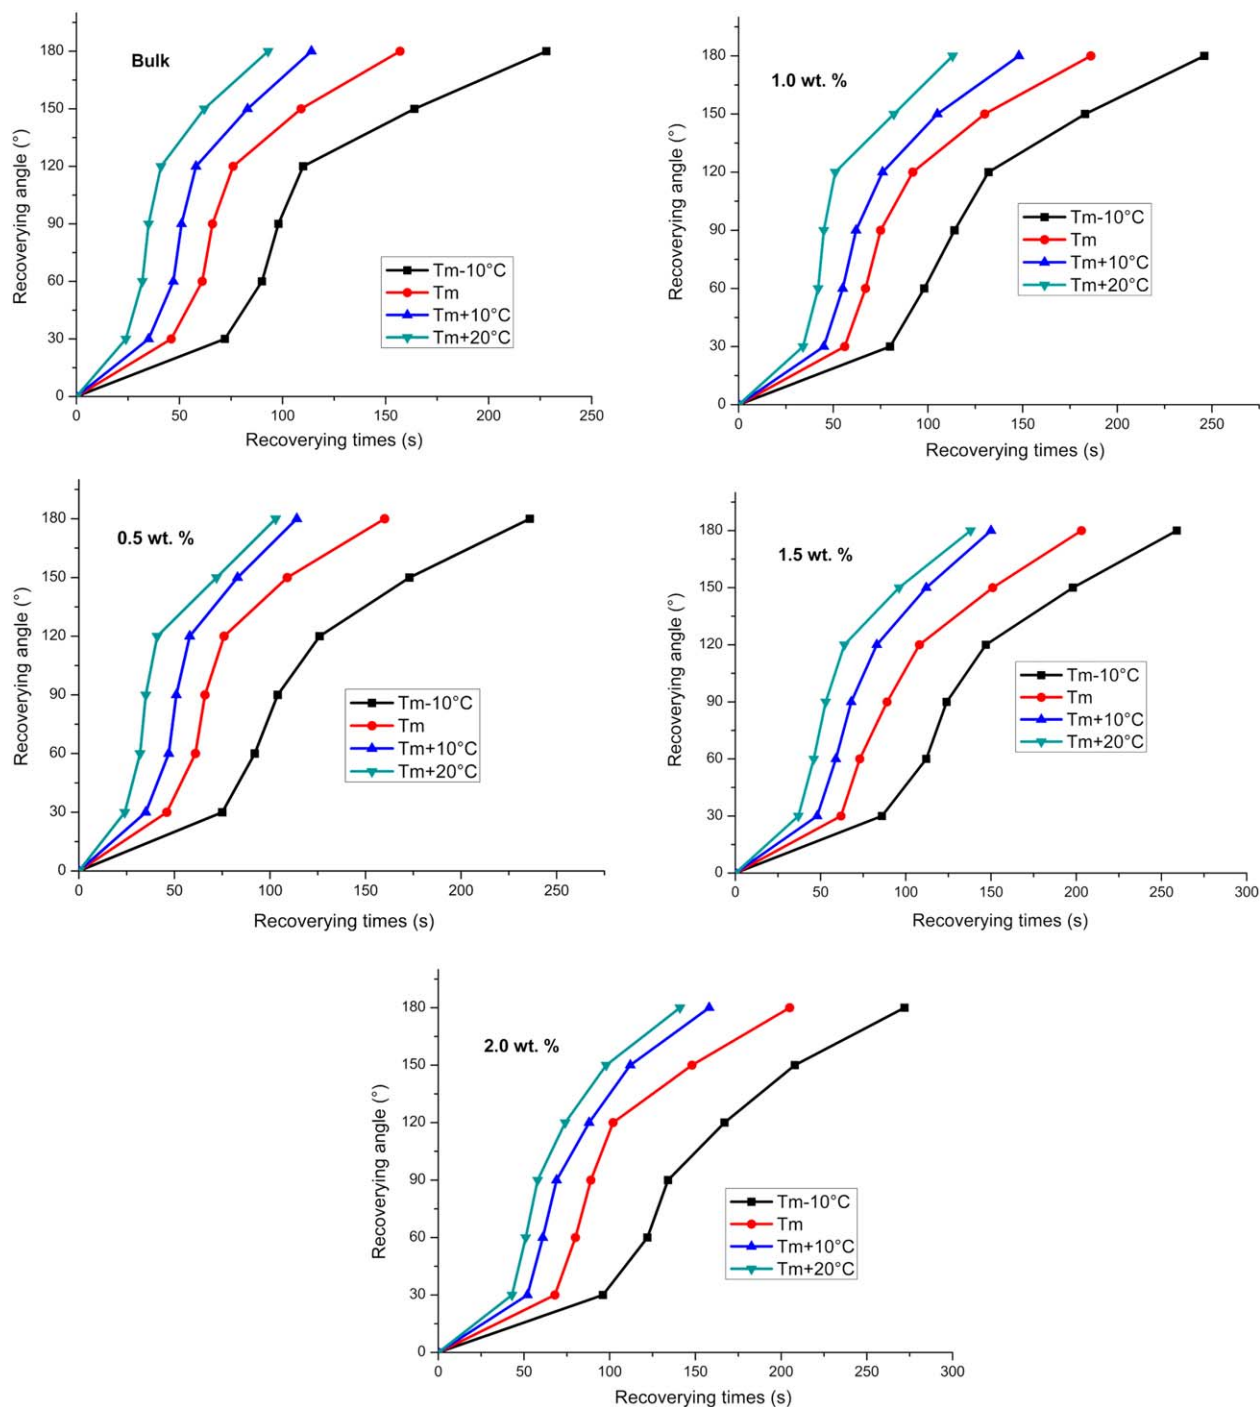 Bulk
Recoverying angle (°)
180
150
120
90
60
30
0
Tm-10°C
Tm
Tm+10°C
Tm+20°C
0 50 100 150 200 250
Recoverying times (s)
1.0 wt. %
Recoverying angle (°)
180
150
120
90
60
30
0
Tm-10°C
Tm
Tm+10°C
Tm+20°C
0 50 100 150 200 250
Recoverying times (s)
0.5 wt. %
Recoverying angle (°)
180
150
120
90
60
30
0
Tm-10°C
Tm
Tm+10°C
Tm+20°C
0 50 100 150 200 250
Recoverying times (s)
1.5 wt. %
Recoverying angle (°)
180
150
120
90
60
30
0
Tm-10°C
Tm
Tm+10°C
Tm+20°C
0 50 100 150 200 250 300
Recoverying times (s)
2.0 wt. %
Recoverying angle (°)
180
150
120
90
60
30
0
Tm-10°C
Tm
Tm+10°C
Tm+20°C
0 50 100 150 200 250 300
Recoverying times (s)